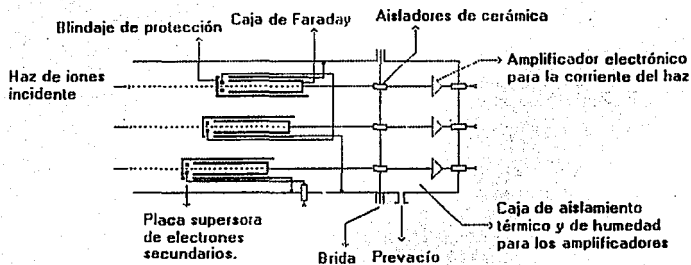 Blindaje de protección
Caja de Faraday
Aisladores de cerámica
Haz de iones
incidente
Amplificador electrónico
para la corriente del haz
Placa supersora
de electrones
secundarios.
Brida
Prevacío
Caja de aislamiento
térmico y de humedad
para los amplificadores